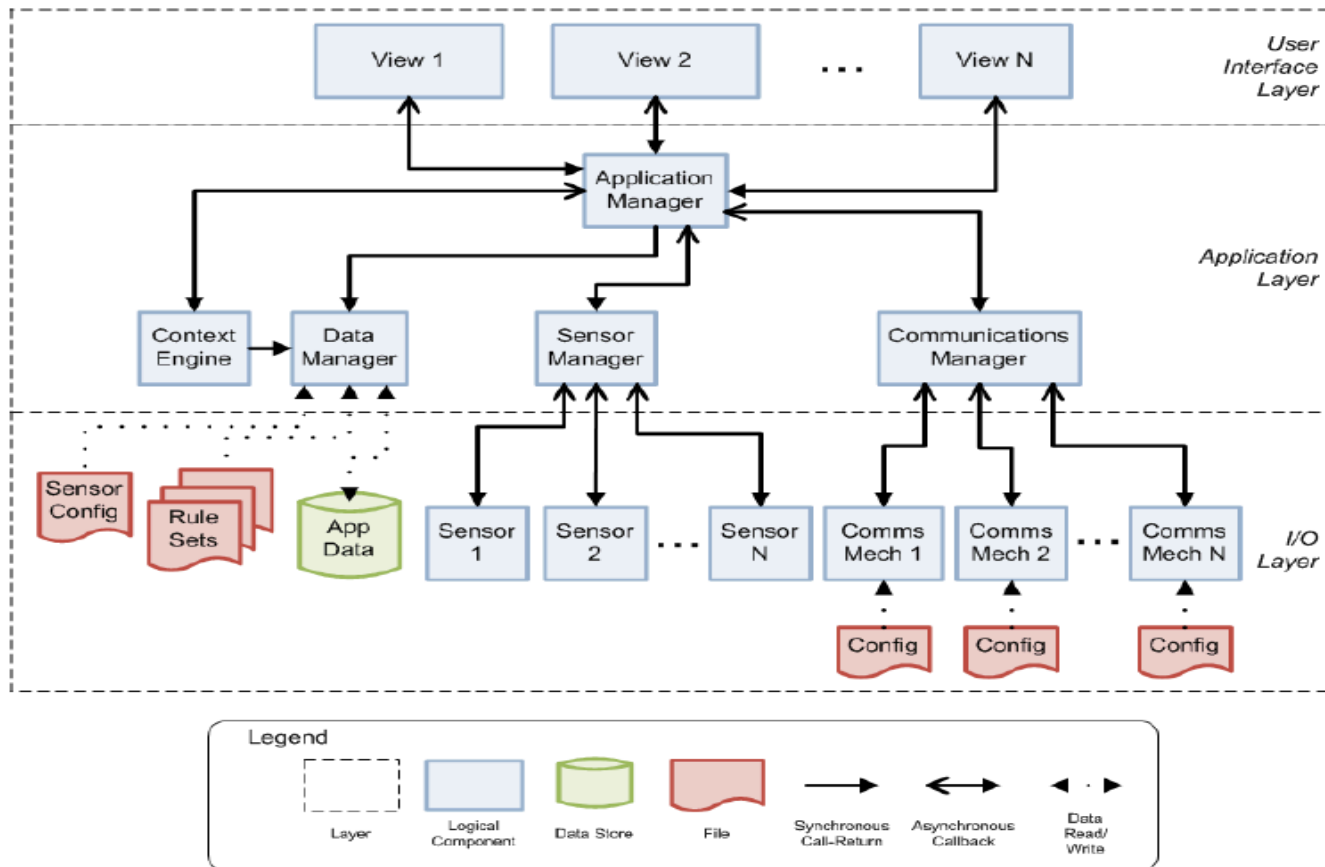 View 1
View 2
...
View N
User
Interface
Layer
Application
Manager
Application
Layer
Context
Engine
Data
Manager
Sensor
Manager
Communications
Manager
Sensor
Config
Rule
Sets
App
Data
Sensor
1
Sensor
2
...
Sensor
N
Comms
Mech 1
Comms
Mech 2
...
Comms
Mech N
I/O
Layer
Config
Config
Config
Legend
Layer
Logical
Component
Data Store
File
Synchronous
Call-Return
Asynchronous
Callback
Data
Read/
Write